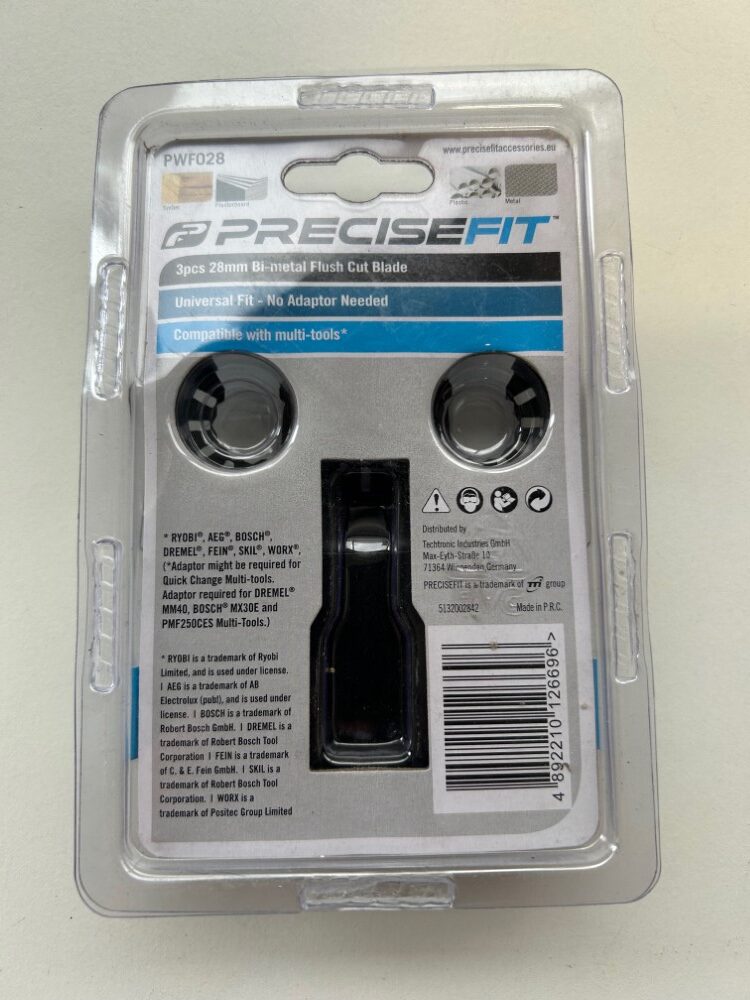 PWF028
www.precisefitaccessories.eu
Timber
Plasterboard
Plastic
Metal
PRECISEFIT™
3pcs 28mm Bi-metal Flush Cut Blade
Universal Fit - No Adaptor Needed
Compatible with multi-tools*
* RYOBI®, AEG®, BOSCH®,
DREMEL®, FEIN®, SKIL®, WORX®,
(*Adaptor might be required for
Quick Change Multi-tools.
Adaptor required for DREMEL®
MM40, BOSCH® MX30E and
PMF250CES Multi-Tools.)
* RYOBI is a trademark of Ryobi
Limited, and is used under license.
I AEG is a trademark of AB
Electrolux (publ), and is used under
license. I BOSCH is a trademark of
Robert Bosch GmbH. I DREMEL is a
trademark of Robert Bosch Tool
Corporation I FEIN is a trademark
of C. & E. Fein GmbH. I SKIL is a
trademark of Robert Bosch Tool
Corporation. I WORX is a
trademark of Positec Group Limited
Distributed by
Techtronic Industries GmbH
Max-Eyth-Straße 10
71364 Winnenden, Germany
PRECISEFIT is a trademark of TTI group
5132002842
Made in P.R.C.
4 892210 126696 >